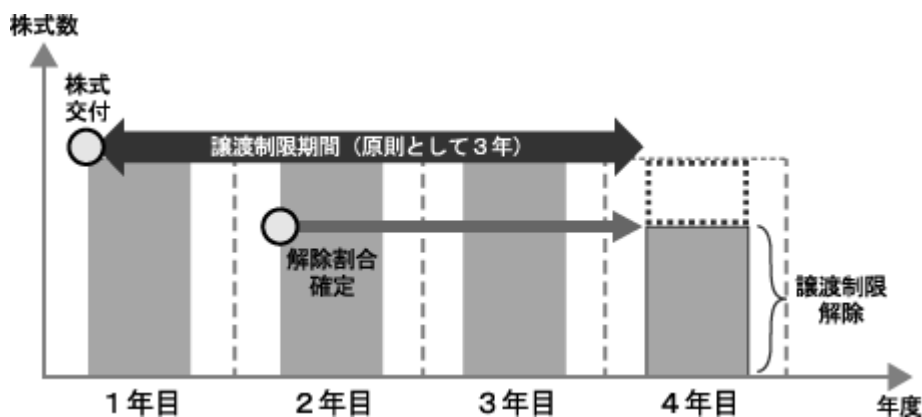 株式数
株式
交付
譲渡制限期間（原則として３年）
解除割合
確定
譲渡制限
解除
１年目
２年目
３年目
４年目
年度